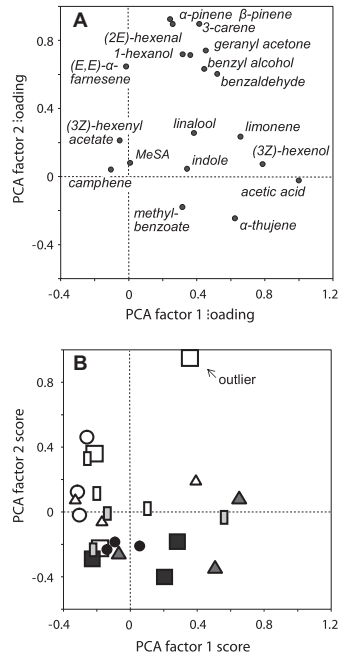 A
α-pinene β-pinene
3-carene
(2E)-hexenal
geranyl acetone
1-hexanol
benzyl alcohol
(E,E)-α-
farnesene
benzaldehyde
(3Z)-hexenyl
acetate
linalool
limonene
MeSA
indole
(3Z)-hexenol
camphene
acetic acid
methyl-
benzoate
α-thujene
0.8
0.4
0
-0.4
-0.4 0 0.4 0.8 1.2
PCA factor 2 loading
PCA factor 1 loading
B
outlier
0.8
0.4
0
-0.4
-0.4 0 0.4 0.8 1.2
PCA factor 2 score
PCA factor 1 score